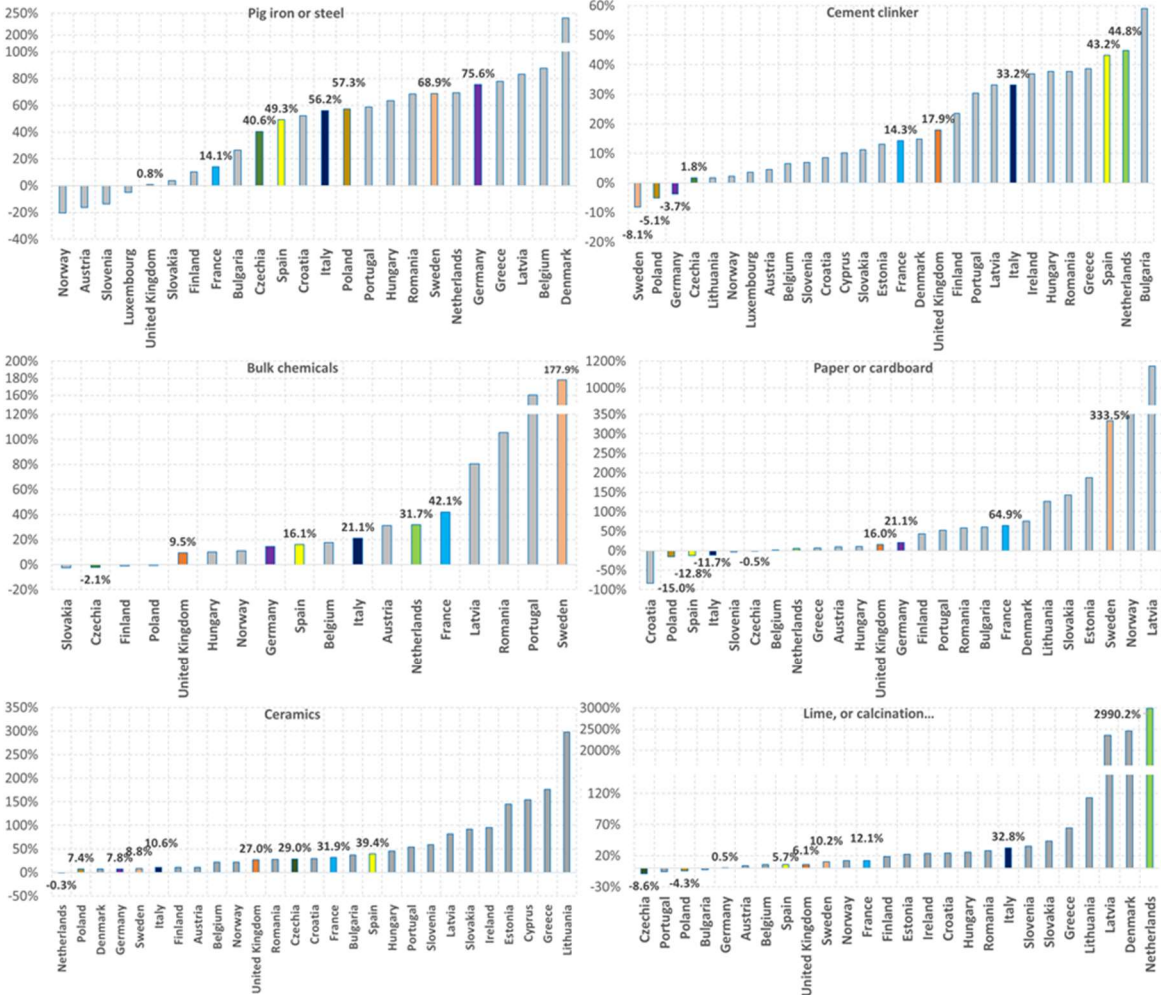 Pig iron or steel
250%
200%
100%
80%
60%
40%
20%
0%
-20%
-40%
0.8%
14.1%
40.6%
49.3%
56.2%
57.3%
68.9%
75.6%
Norway
Austria
Slovenia
Luxembourg
United Kingdom
Slovakia
Finland
France
Bulgaria
Czechia
Spain
Croatia
Italy
Poland
Portugal
Hungary
Romania
Sweden
Netherlands
Germany
Greece
Latvia
Belgium
Denmark
Cement clinker
60%
50%
40%
30%
20%
10%
0%
-10%
-20%
-8.1%
-5.1%
-3.7%
1.8%
14.3%
17.9%
33.2%
43.2%
44.8%
Sweden
Poland
Germany
Czechia
Lithuania
Norway
Luxembourg
Austria
Belgium
Slovenia
Croatia
Cyprus
Slovakia
Estonia
France
Denmark
United Kingdom
Finland
Portugal
Latvia
Italy
Ireland
Hungary
Romania
Greece
Spain
Netherlands
Bulgaria
Bulk chemicals
200%
180%
160%
120%
100%
80%
60%
40%
20%
0%
-20%
-2.1%
9.5%
16.1%
21.1%
31.7%
42.1%
177.9%
Slovakia
Czechia
Finland
Poland
United Kingdom
Hungary
Norway
Germany
Spain
Belgium
Italy
Austria
Netherlands
France
Latvia
Romania
Portugal
Sweden
Paper or cardboard
1200%
1000%
350%
300%
250%
200%
150%
100%
50%
0%
-50%
-100%
-15.0%
-12.8%
-11.7%
-0.5%
16.0%
21.1%
64.9%
333.5%
Croatia
Poland
Spain
Italy
Slovenia
Czechia
Belgium
Netherlands
Greece
Austria
Hungary
United Kingdom
Germany
Finland
Portugal
Romania
Bulgaria
France
Denmark
Lithuania
Slovakia
Estonia
Sweden
Norway
Latvia
Ceramics
350%
300%
250%
200%
150%
100%
50%
0%
-50%
-0.3%
7.4%
7.8%
8.8%
10.6%
27.0%
29.0%
31.9%
39.4%
Netherlands
Poland
Denmark
Germany
Sweden
Italy
Finland
Austria
Belgium
Norway
United Kingdom
Romania
Czechia
Croatia
France
Bulgaria
Spain
Hungary
Portugal
Slovenia
Latvia
Slovakia
Ireland
Estonia
Cyprus
Greece
Lithuania
Lime, or calcination...
3000%
2500%
2000%
120%
70%
20%
-30%
-8.6%
-4.3%
0.5%
5.7%
6.1%
10.2%
12.1%
32.8%
2990.2%
Czechia
Portugal
Poland
Bulgaria
Germany
Austria
Belgium
Spain
United Kingdom
Sweden
Norway
France
Finland
Estonia
Ireland
Croatia
Hungary
Romania
Italy
Slovenia
Slovakia
Greece
Lithuania
Latvia
Denmark
Netherlands